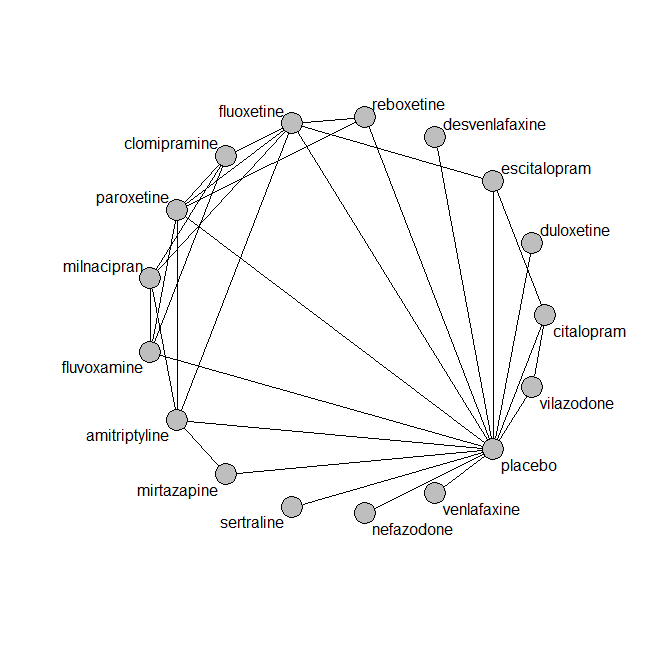 reboxetine
fluoxetine
desvenlafaxine
clomipramine
escitalopram
paroxetine
duloxetine
milnacipran
citalopram
fluvoxamine
vilazodone
amitriptyline
placebo
mirtazapine
venlafaxine
sertraline
nefazodone